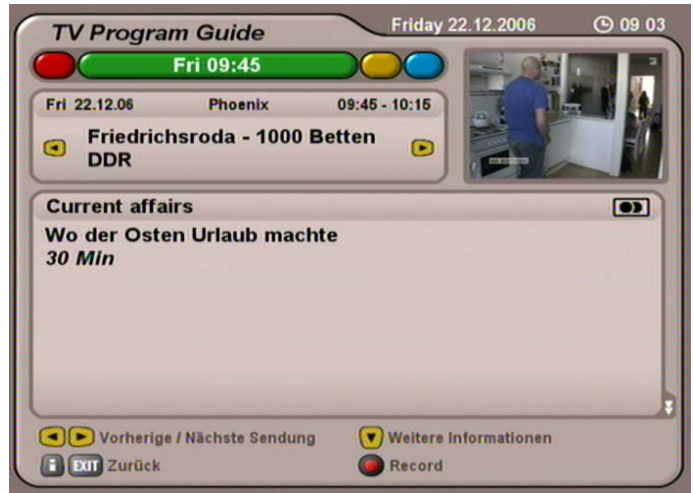 TV Program Guide
Friday 22.12.2006
09 03
Fri 09:45
Fri 22.12.06 Phoenix 09:45 - 10:15
Friedrichsroda - 1000 Betten
DDR
Current affairs
Wo der Osten Urlaub machte
30 Min
Vorherige / Nächste Sendung
Weitere Informationen
i EXIT Zurück
Record